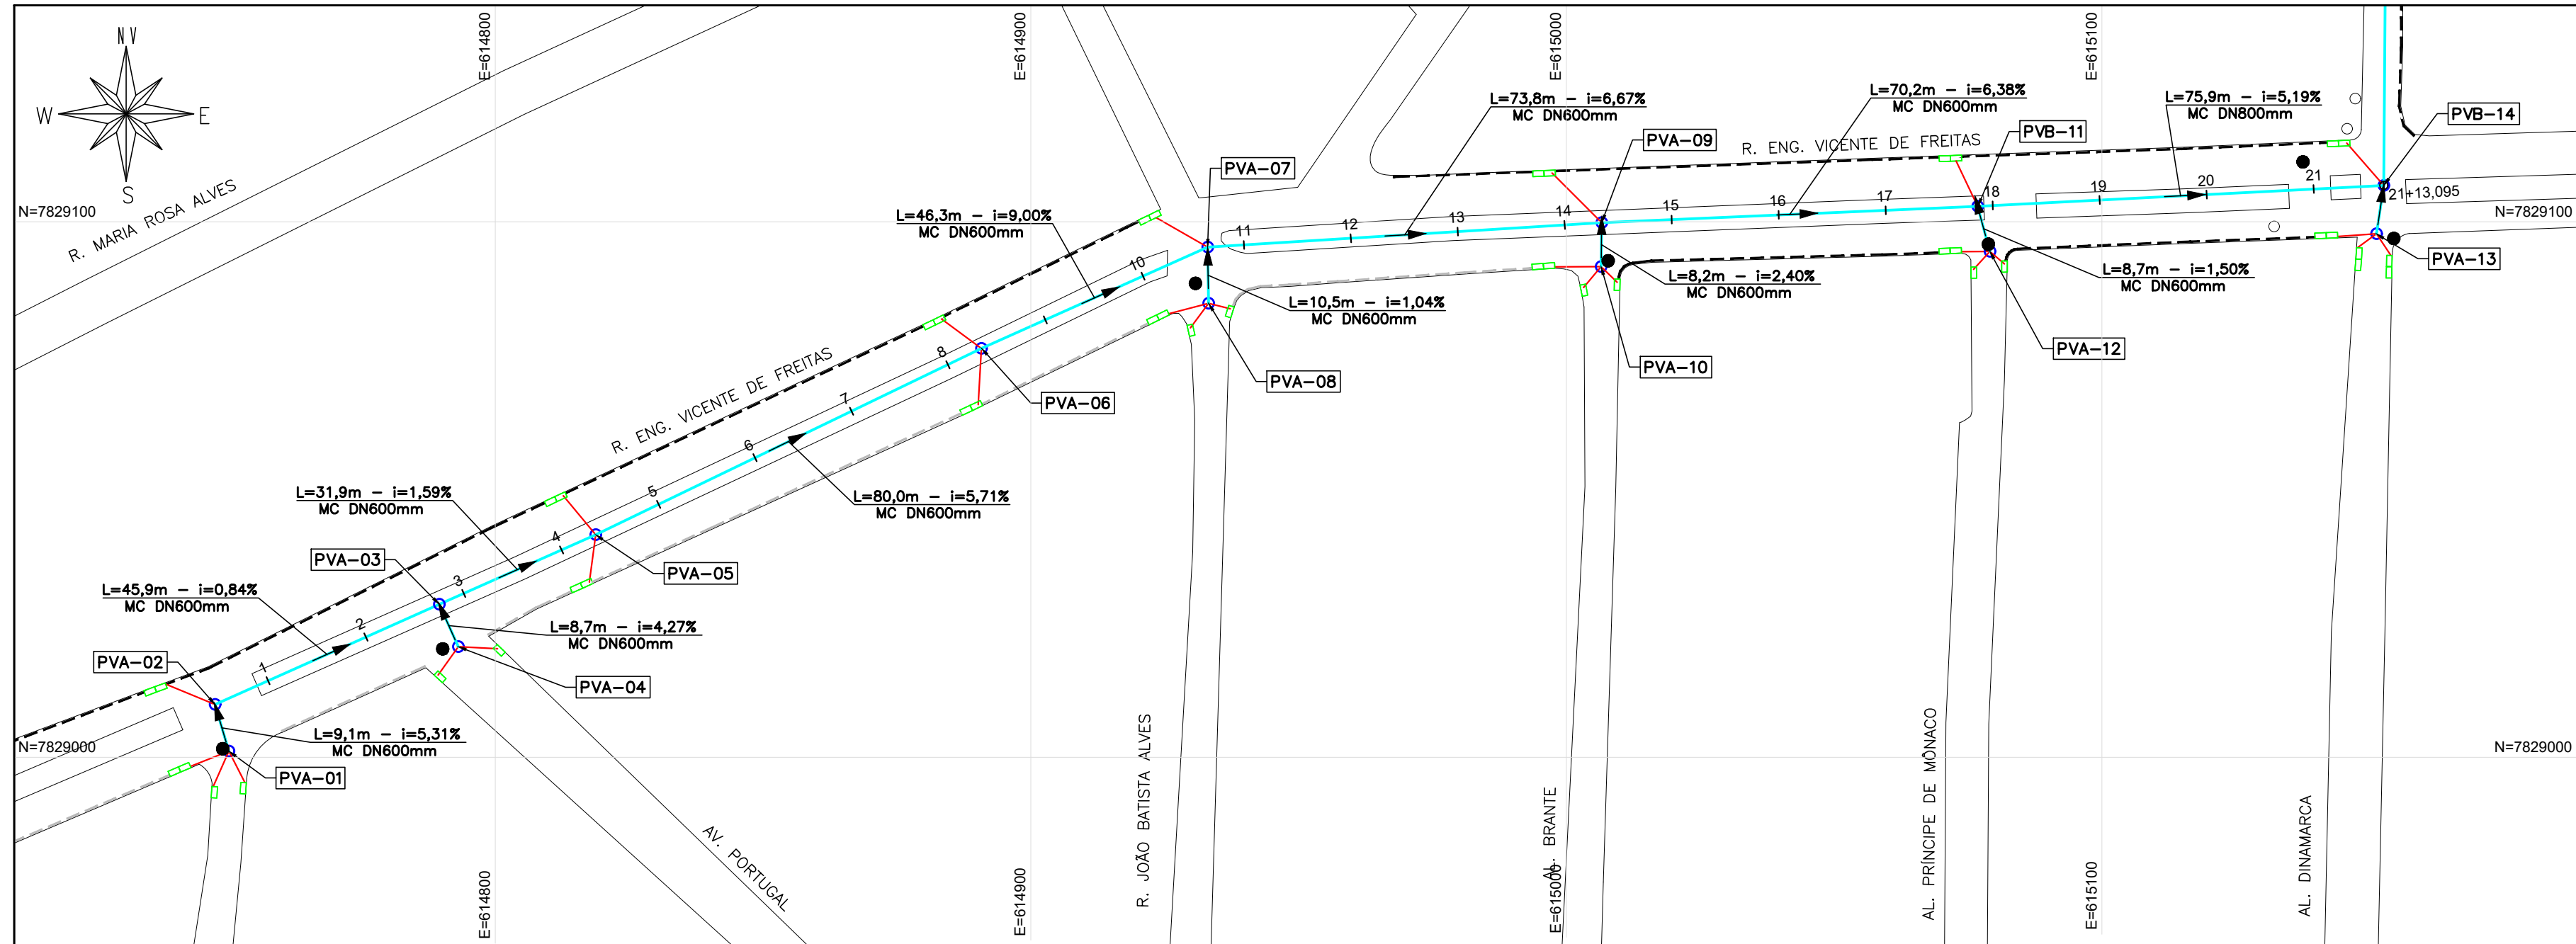 NV
W
E
S
R. MARIA ROSA ALVES
E=614800
E=614900
E=615000
E=615100
N=7829100
N=7829100
L=73,8m - i=6,67%
MC DN600mm
L=70,2m - i=6,38%
MC DN600mm
L=75,9m - i=5,19%
MC DN800mm
PVB-14
PVA-09
PVB-11
R. ENG. VICENTE DE FREITAS
PVA-07
L=46,3m - i=9,00%
MC DN600mm
10
11
12
13
14
15
16
17
18
19
20
21
21+13,095
PVA-13
L=8,2m - i=2,40%
MC DN600mm
L=8,7m - i=1,50%
MC DN600mm
L=10,5m - i=1,04%
MC DN600mm
PVA-12
PVA-10
PVA-08
PVA-06
R. ENG. VICENTE DE FREITAS
8
7
6
5
4
3
2
1
L=31,9m - i=1,59%
MC DN600mm
L=80,0m - i=5,71%
MC DN600mm
PVA-03
PVA-05
L=45,9m - i=0,84%
MC DN600mm
L=8,7m - i=4,27%
MC DN600mm
PVA-02
PVA-04
L=9,1m - i=5,31%
MC DN600mm
PVA-01
N=7829000
N=7829000
AV. PORTUGAL
R. JOÃO BATISTA ALVES
AL. BRANTE
AL. PRÍNCIPE DE MÔNACO
AL. DINAMARCA
E=614800
E=614900
E=615000
E=615100